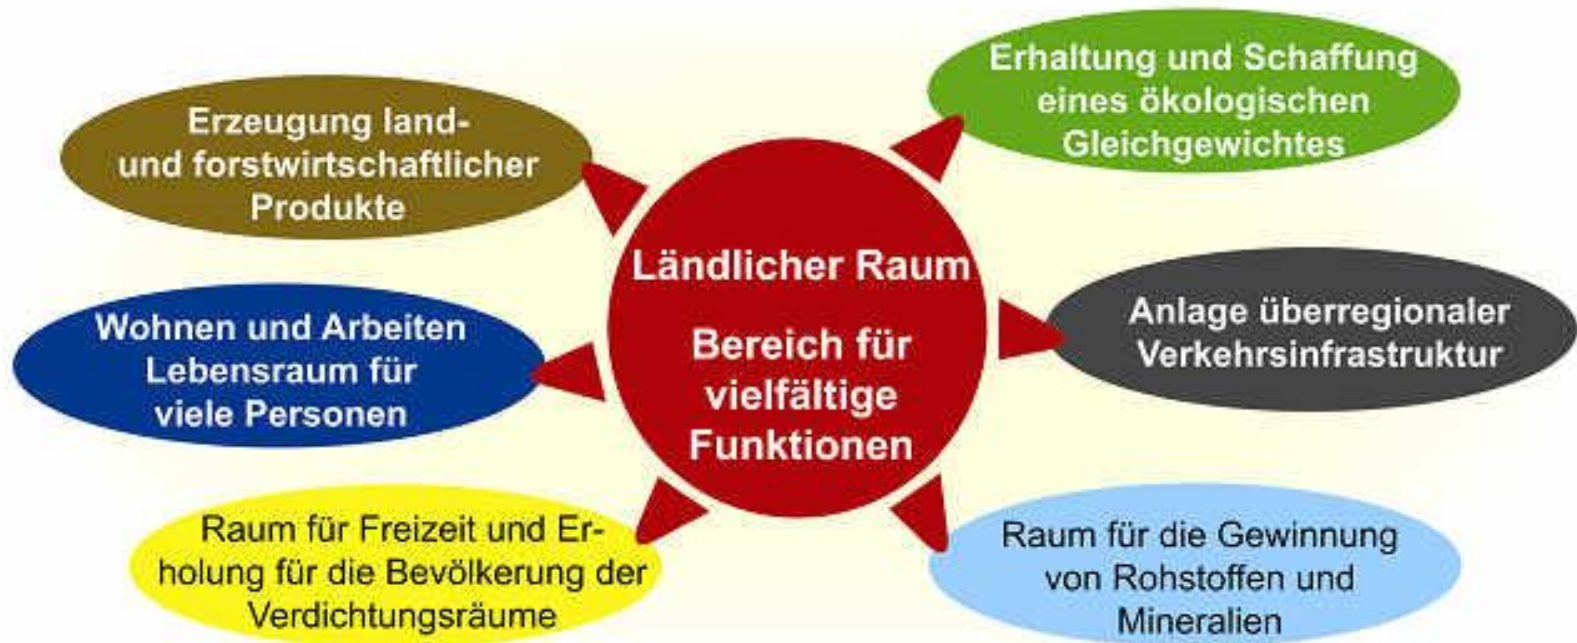 Erhaltung und Schaffung
eines ökologischen
Gleichgewichtes
Erzeugung land-
und forstwirtschaftlicher
Produkte
Ländlicher Raum
Bereich für
vielfältige
Funktionen
Anlage überregionaler
Verkehrsinfrastruktur
Wohnen und Arbeiten
Lebensraum für
viele Personen
Raum für Freizeit und Er-
holung für die Bevölkerung der
Verdichtungsräume
Raum für die Gewinnung
von Rohstoffen und
Mineralien